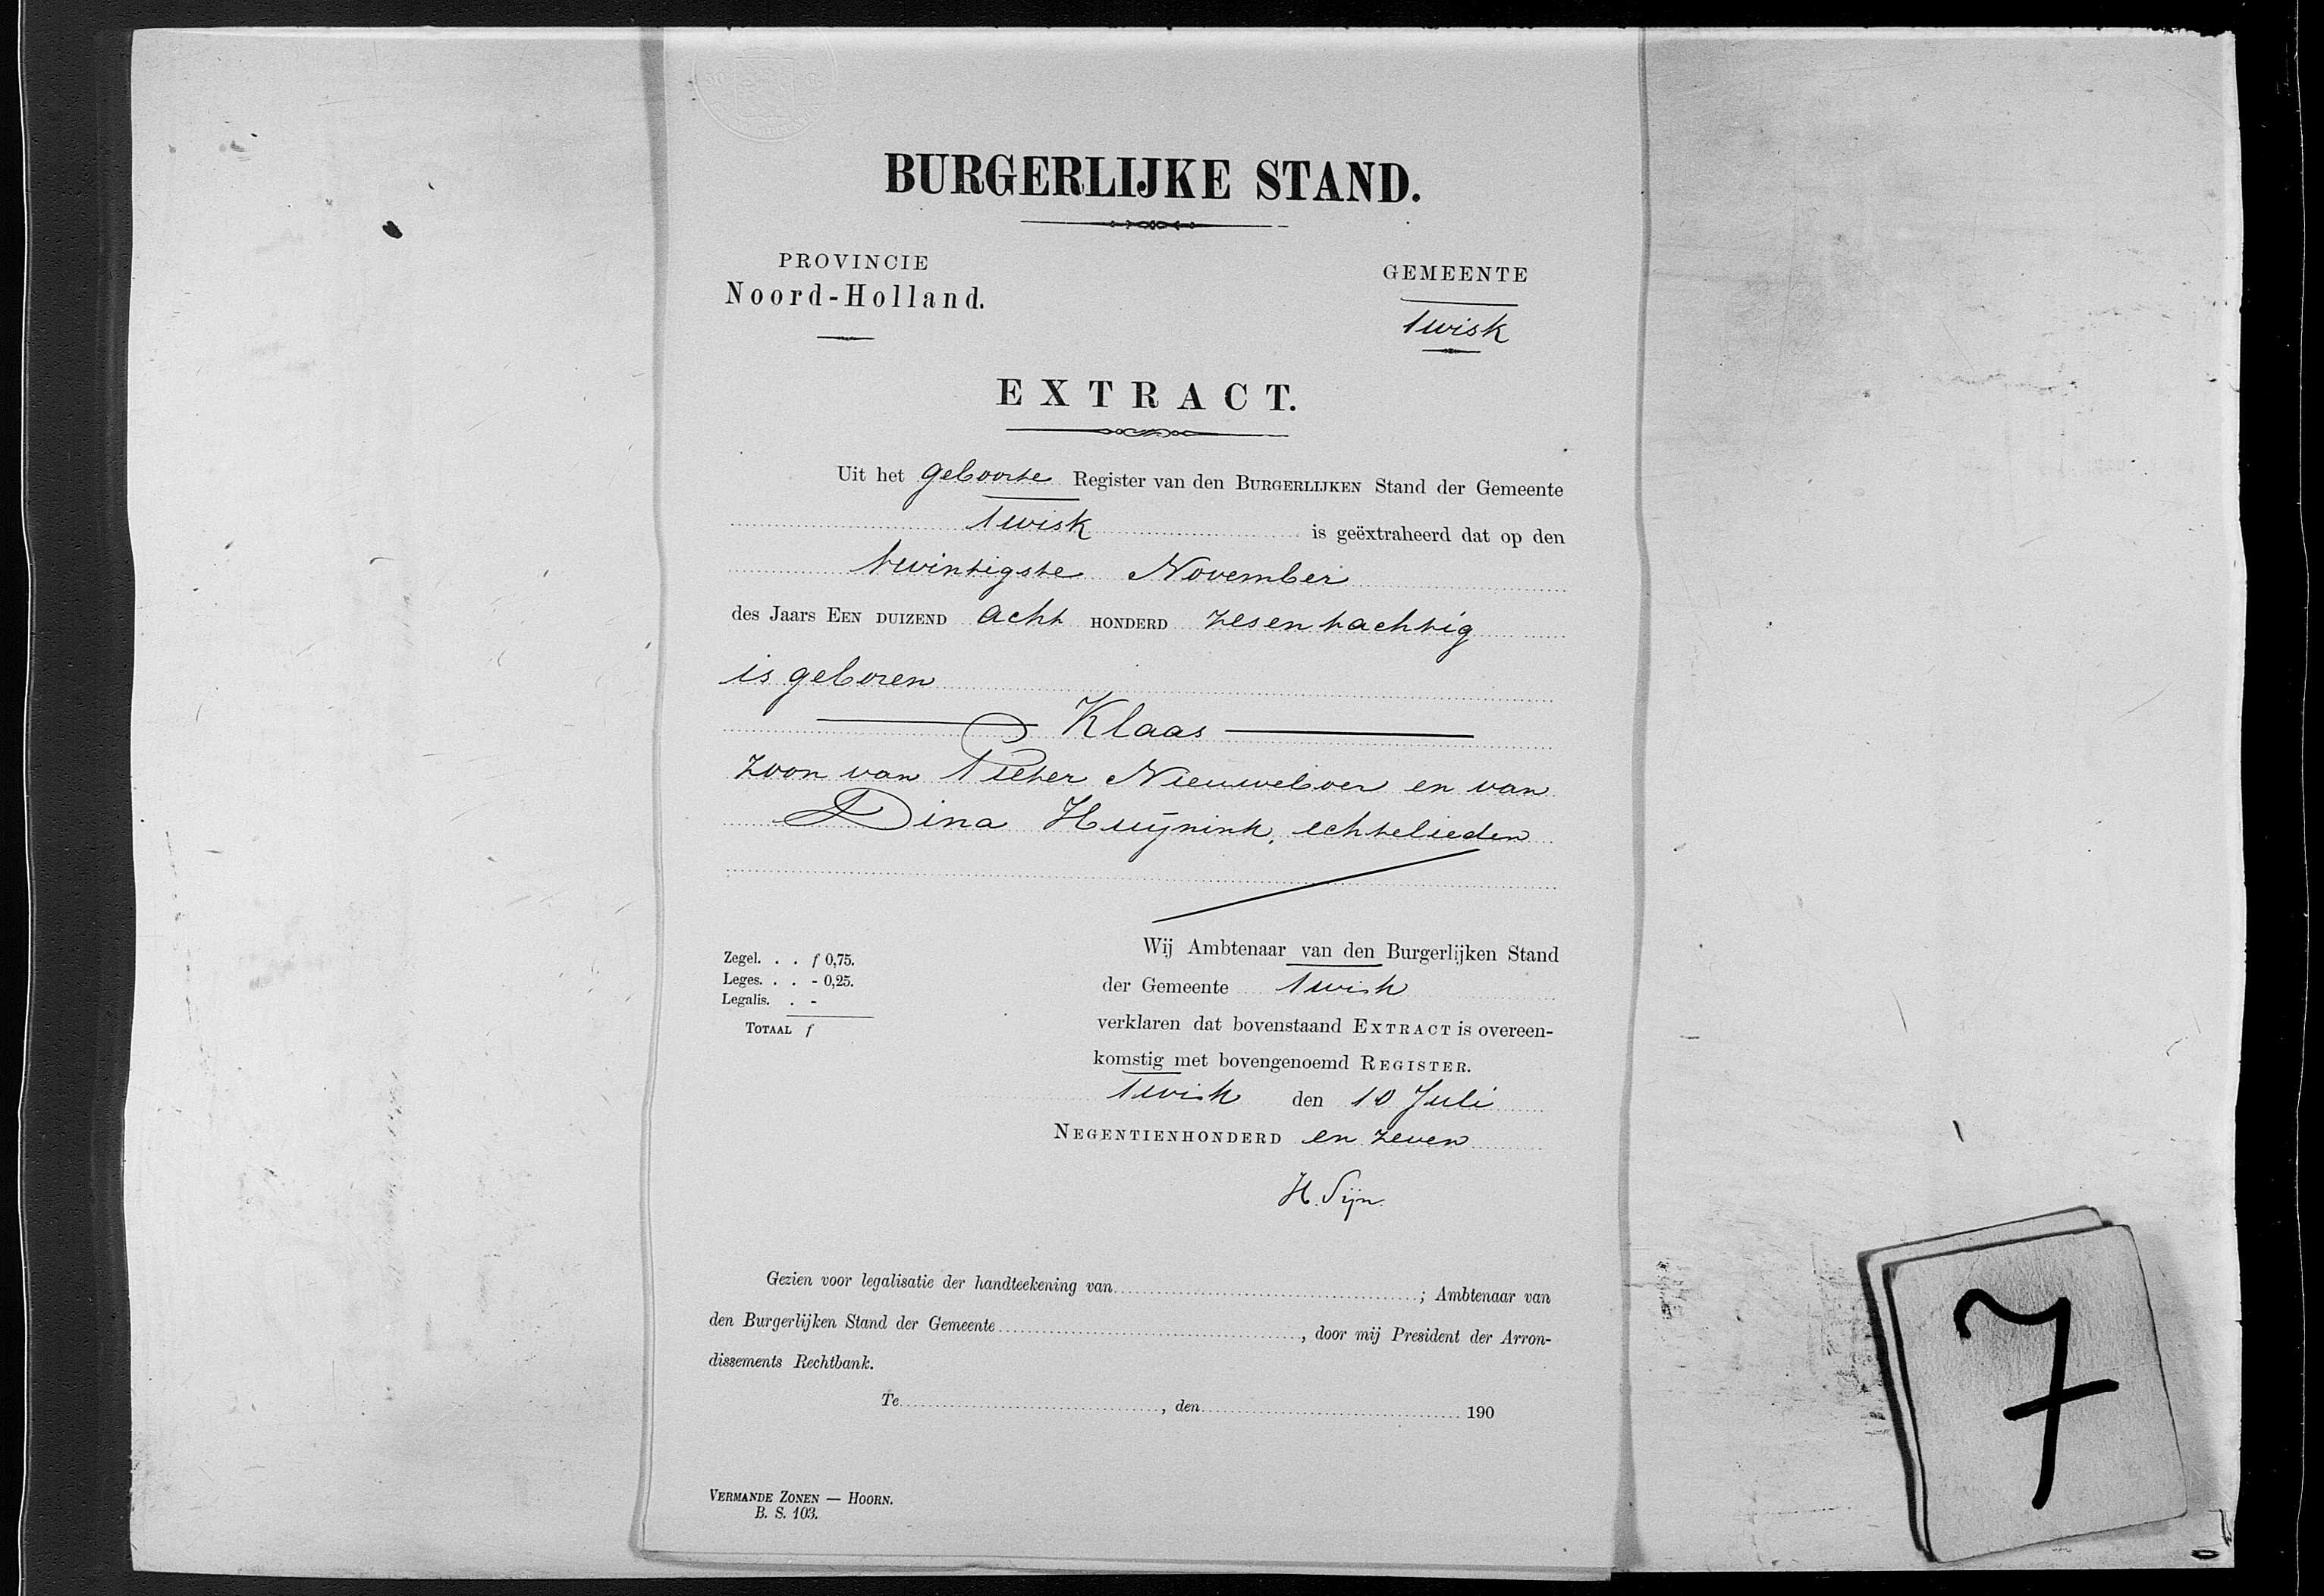 BURGERLIJKE STAND.
PROVINCIE
Noord-Holland.
GEMEENTE
Twisk
EXTRACT.
Uit het geboorte Register van den BURGERLIJKEN Stand der Gemeente
Twisk is geëxtraheerd dat op den
twintigste November
des Jaars EEN DUIZEND acht HONDERD zesentachtig
is geboren
Klaas
zoon van Pieter Nieuweboer en van
Dina Huijnink, echtelieden
Zegel. . . f 0,75.
Leges. . . - 0,25.
Legalis. . -
TOTAAL f
Wij Ambtenaar van den Burgerlijken Stand
der Gemeente Twisk
verklaren dat bovenstaand EXTRACT is overeen-
komstig met bovengenoemd REGISTER.
Twisk den 10 Juli
NEGENTIENHONDERD en zeven
H. Sijn.
Gezien voor legalisatie der handteekening van ; Ambtenaar van
den Burgerlijken Stand der Gemeente , door mij President der Arron-
dissements Rechtbank.
Te , den 190
VERMANDE ZONEN — HOORN.
B. S. 103.
7